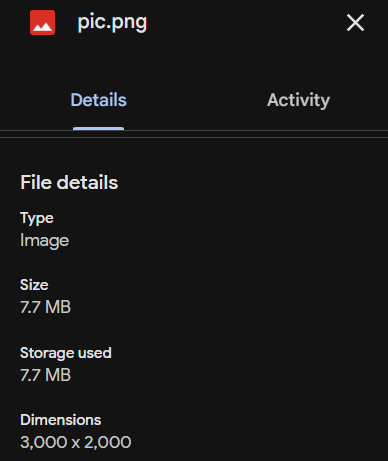 pic.png
Details
Activity
File details
Type
Image
Size
7.7 MB
Storage used
7.7 MB
Dimensions
3,000 x 2,000